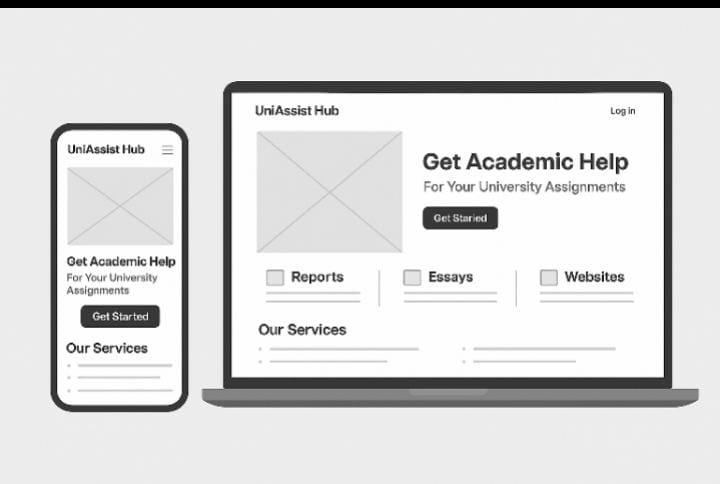 UniAssist Hub
Get Academic Help
For Your University
Assignments
Get Started
Our Services
UniAssist Hub
Log in
Get Academic Help
For Your University Assignments
Get Staried
Reports
Essays
Websites
Our Services